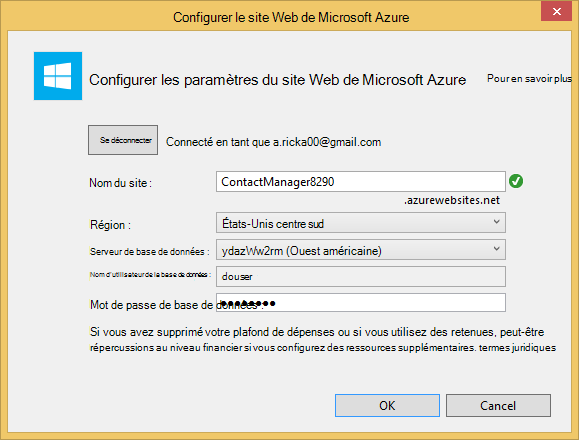 Configurer le site Web de Microsoft Azure
Configurer les paramètres du site Web de Microsoft Azure
Pour en savoir plus
Se déconnecter
Connecté en tant que a.ricka00@gmail.com
Nom du site :
ContactManager8290
.azurewebsites.net
Région :
États-Unis centre sud
Serveur de base de données :
ydazWw2rm (Ouest américaine)
Nom d'utilisateur de la base de données :
douser
Mot de passe de base de données :
●●●●●●●●
Si vous avez supprimé votre plafond de dépenses ou si vous utilisez des retenues, peut-être
répercussions au niveau financier si vous configurez des ressources supplémentaires. termes juridiques
OK
Cancel